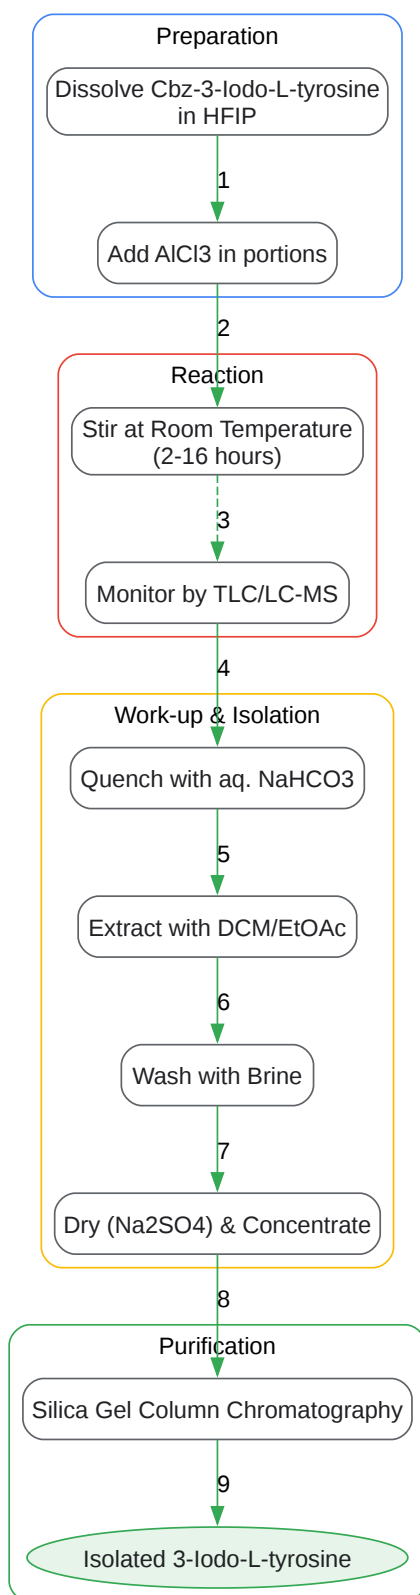 Preparation
Dissolve Cbz-3-Iodo-L-tyrosine
in HFIP
1
Add AlCl3 in portions
2
Reaction
Stir at Room Temperature
(2-16 hours)
3
Monitor by TLC/LC-MS
4
Work-up & Isolation
Quench with aq. NaHCO3
5
Extract with DCM/EtOAc
6
Wash with Brine
7
Dry (Na2SO4) & Concentrate
8
Purification
Silica Gel Column Chromatography
9
Isolated 3-Iodo-L-tyrosine